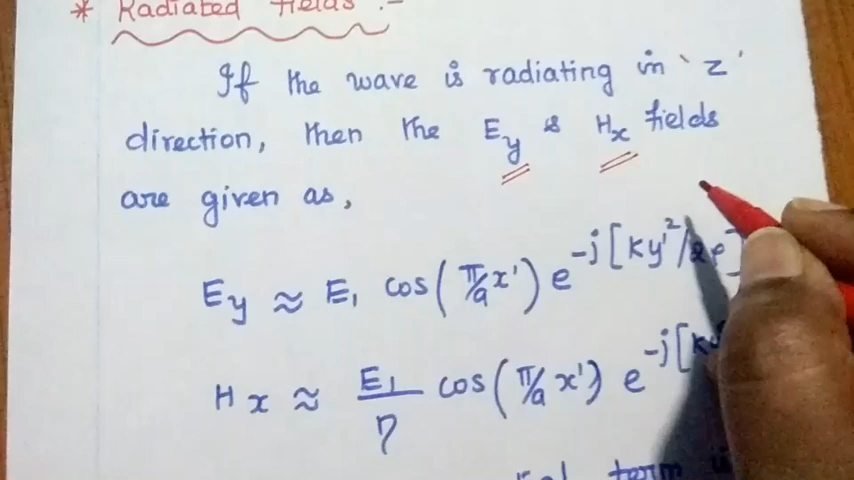 * Radiated fields :-
If the wave is radiating in 'z'
direction, then the Ey & Hx fields
are given as,
Ey ≈ E₁ cos(π/a x') e^-j[ky'²/2ρ]
Hx ≈ E₁/η cos(π/a x') e^-j[k
term